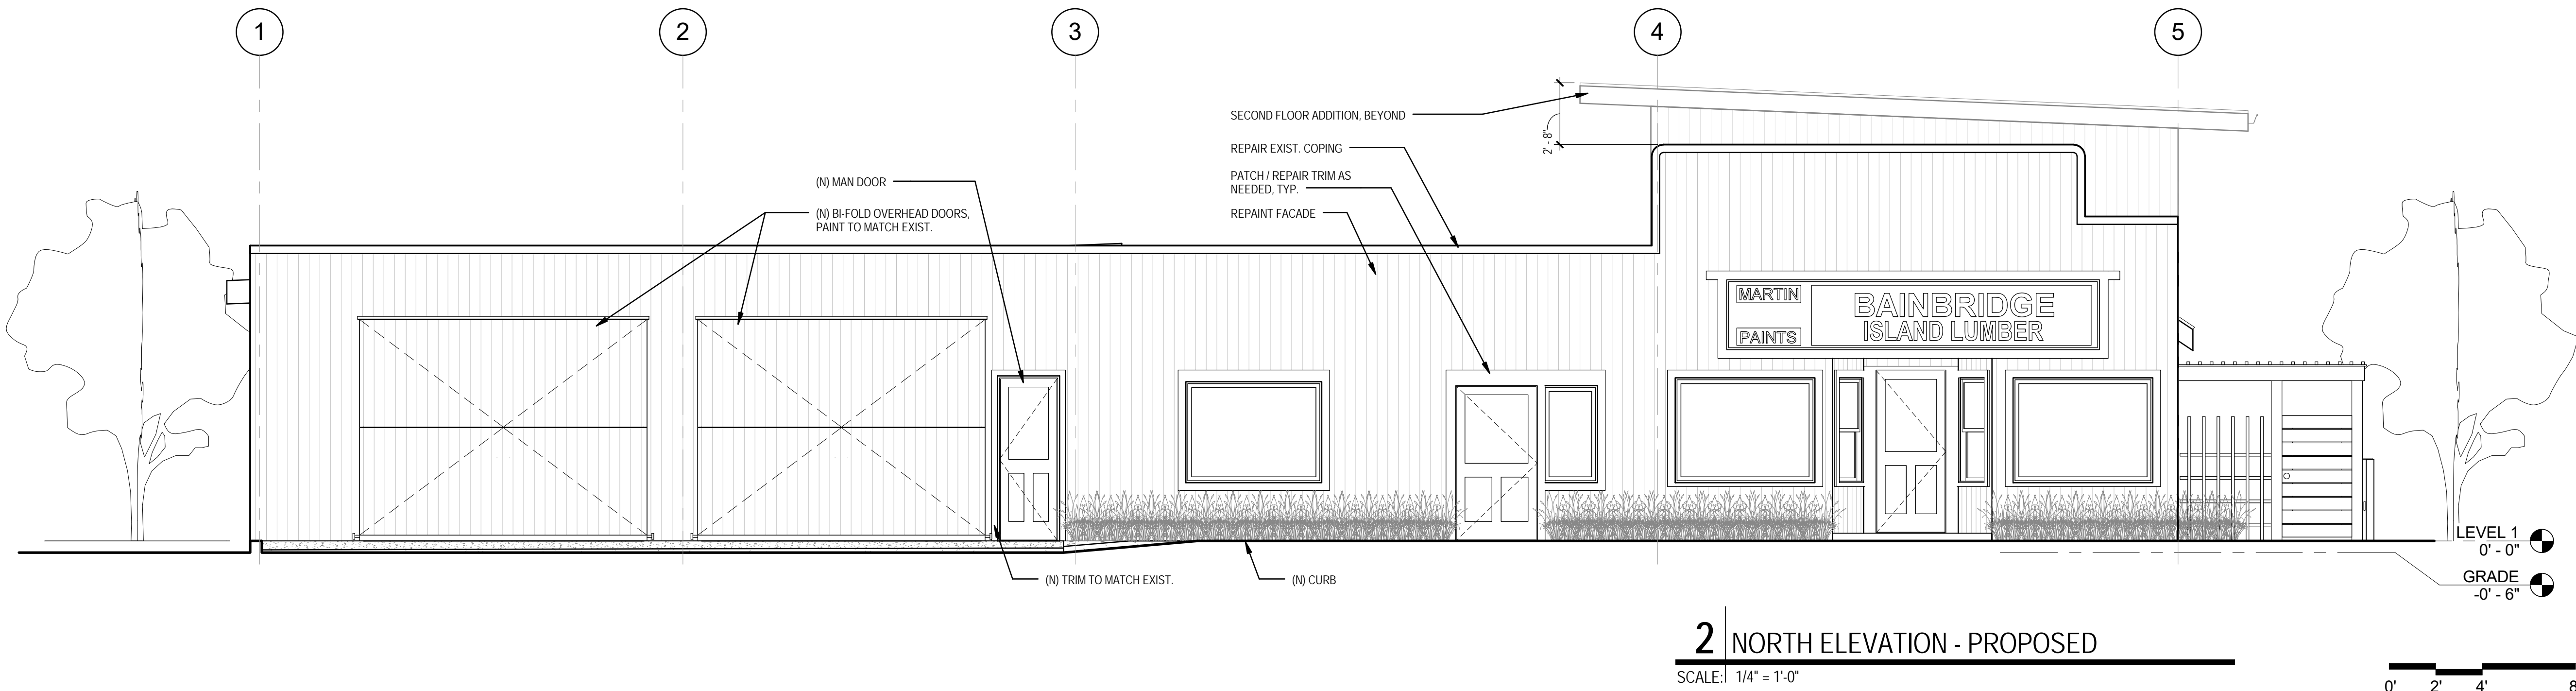 1
2
3
4
5
SECOND FLOOR ADDITION, BEYOND
2' - 8"
REPAIR EXIST. COPING
PATCH / REPAIR TRIM AS
NEEDED, TYP.
REPAINT FACADE
(N) MAN DOOR
(N) BI-FOLD OVERHEAD DOORS,
PAINT TO MATCH EXIST.
MARTIN
PAINTS
BAINBRIDGE
ISLAND LUMBER
LEVEL 1
0' - 0"
GRADE
-0' - 6"
(N) TRIM TO MATCH EXIST.
(N) CURB
2 NORTH ELEVATION - PROPOSED
SCALE: 1/4" = 1'-0"
0' 2' 4' 8